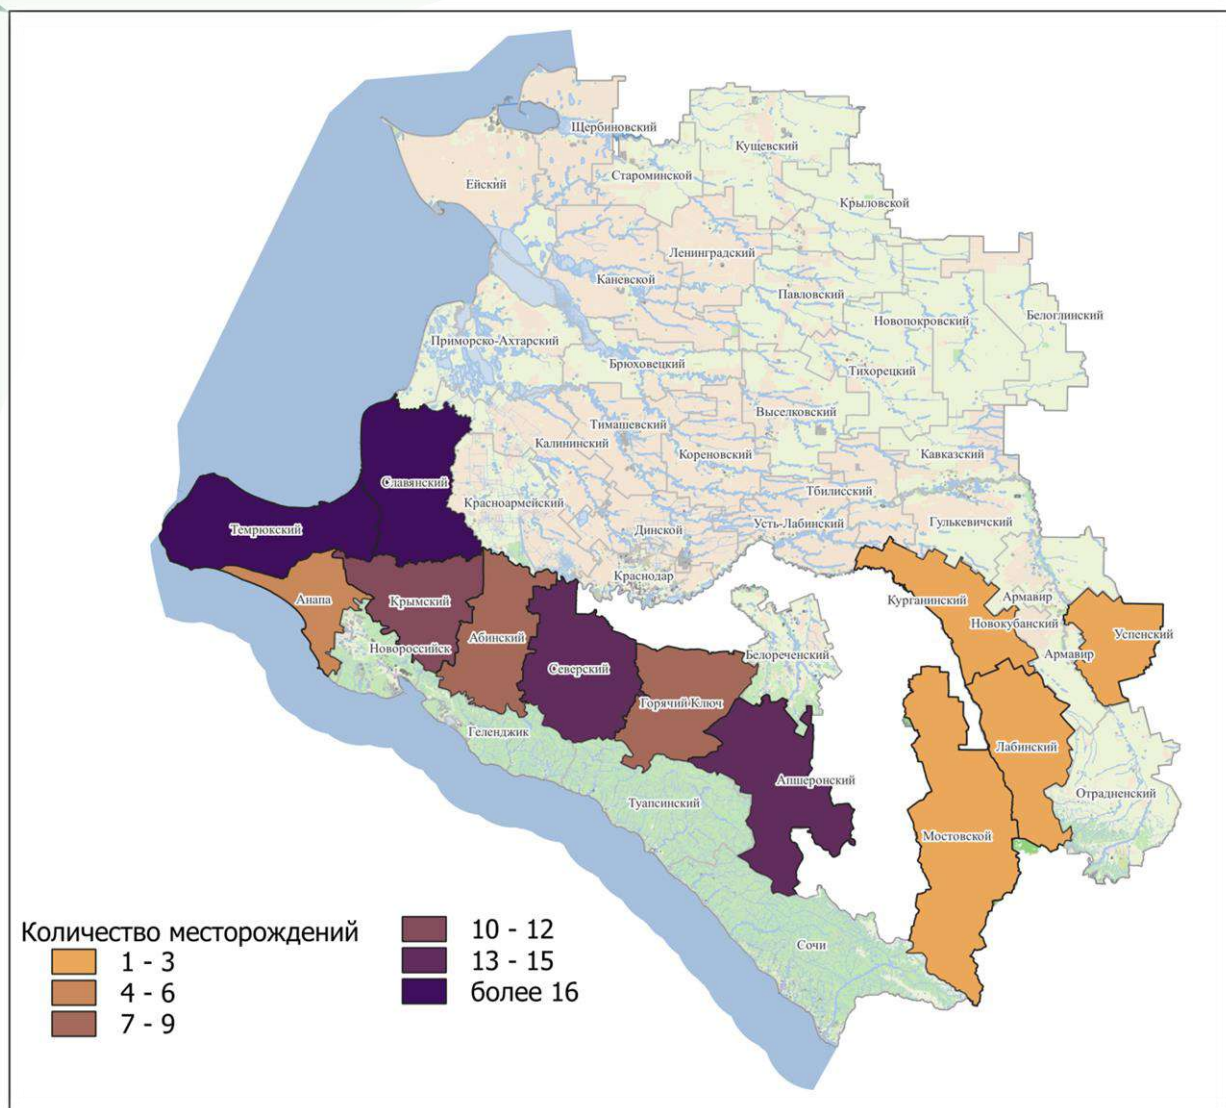 Щербиновский
Кущевский
Староминской
Ейский
Крыловской
Ленинградский
Каневской
Павловский
Новопокровский
Белоглинский
Приморско-Ахтарский
Брюховецкий
Тихорецкий
Выселковский
Тимашевский
Калининский
Кореновский
Кавказский
Славянский
Тбилисский
Красноармейский
Темрюкский
Динской
Усть-Лабинский
Гулькевичский
Краснодар
Анапа
Крымский
Курганинский
Армавир
Новокубанский
Успенский
Абинский
Новороссийск
Белореченский
Армавир
Северский
Горячий Ключ
Геленджик
Лабинский
Апшеронский
Отрадненский
Туапсинский
Мостовской
Сочи
Количество месторождений
1 - 3
4 - 6
7 - 9
10 - 12
13 - 15
более 16